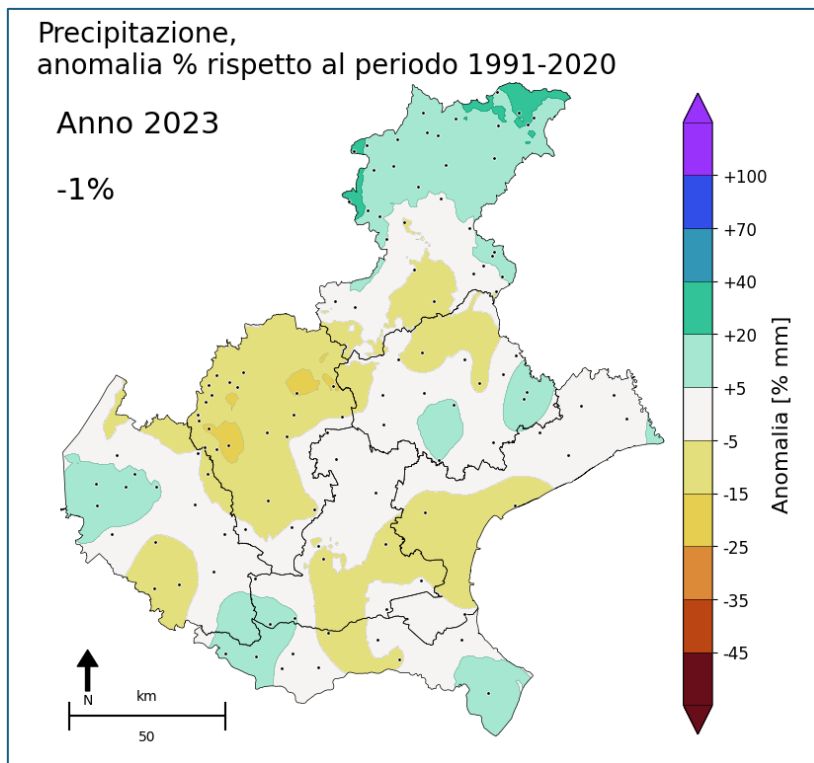 Precipitazione,
anomalia % rispetto al periodo 1991-2020
Anno 2023
-1%
+100
+70
+40
+20
+5
-5
-15
-25
-35
-45
Anomalia [% mm]
N
km
50